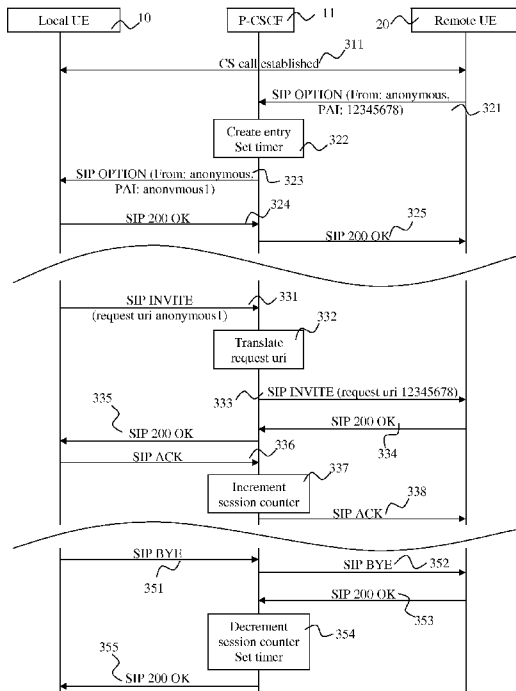 Local UE
10
P-CSCF
11
20
Remote UE
311
CS call established
SIP OPTION (From: anonymous,
PAI: 12345678)
321
Create entry
Set timer
322
SIP OPTION (From: anonymous,
PAI: anonymous1)
323
324
SIP 200 OK
325
SIP 200 OK
SIP INVITE
(request uri anonymous1)
331
332
Translate
request uri
333
SIP INVITE (request uri 12345678)
335
SIP 200 OK
SIP 200 OK
334
SIP ACK
336
337
Increment
session counter
338
SIP ACK
SIP BYE
351
SIP BYE
352
SIP 200 OK
353
Decrement
session counter
Set timer
354
355
SIP 200 OK